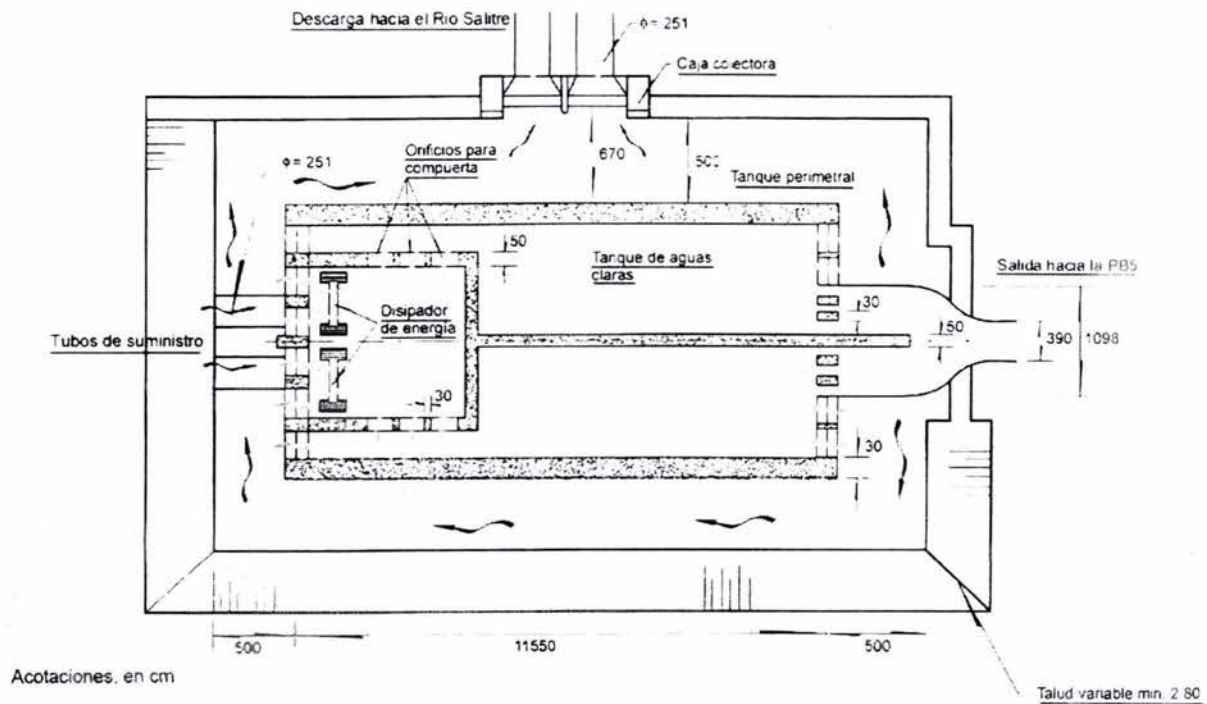 Descarga hacia el Rio Salitre
ϕ= 251
Caja colectora
ϕ= 251
Orificios para
compuerta
670
500
Tanque perimetral
50
Tanque de aguas
claras
Salida hacia la PB5
30
Disipador
de energia
50
390
1098
Tubos de suministro
30
30
500
11550
500
Acotaciones, en cm
Talud variable min. 2.80